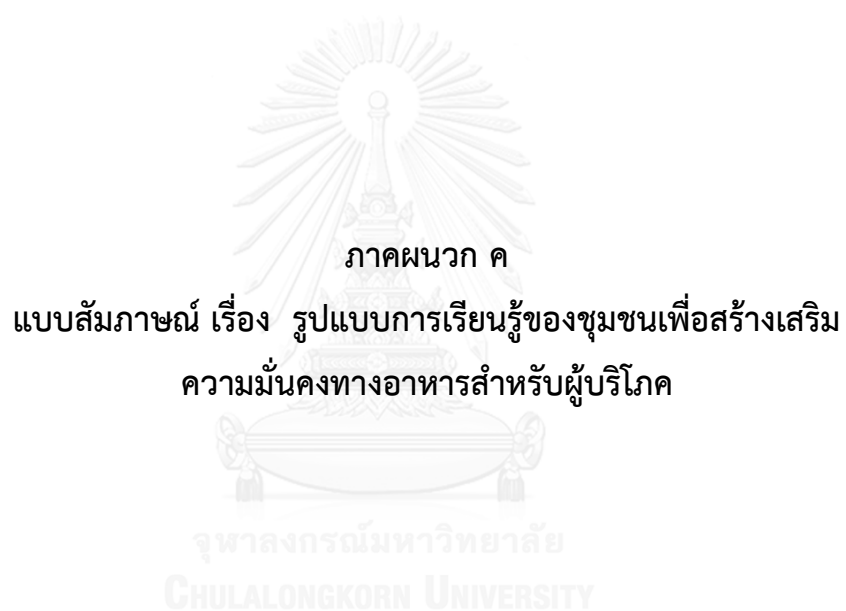 ภาคผนวก ค
แบบสัมภาษณ์ เรื่อง  รูปแบบการเรียนรู้ของชุมชนเพื่อสร้างเสริม
ความมั่นคงทางอาหารสำหรับผู้บริโภค
จุฬาลงกรณ์มหาวิทยาลัย
CHULALONGKORN UNIVERSITY